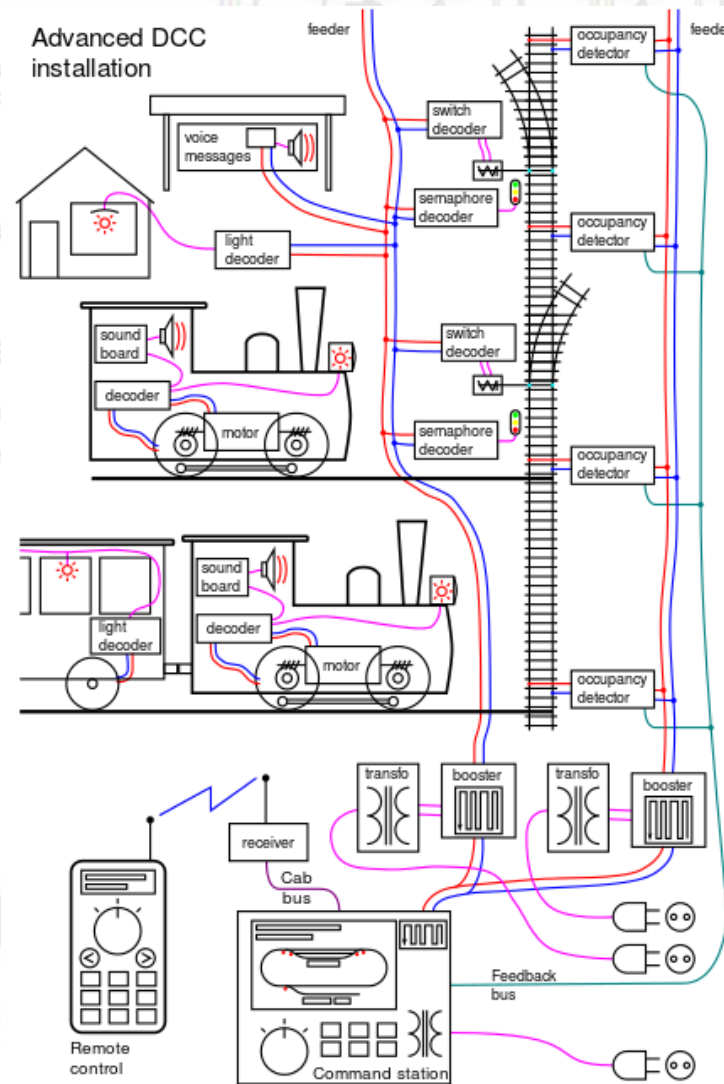 Advanced DCC
installation
feeder
feede
occupancy
detector
switch
decoder
voice
messages
semaphore
decoder
occupancy
detector
light
decoder
sound
board
switch
decoder
decoder
motor
semaphore
decoder
occupancy
detector
sound
board
light
decoder
decoder
motor
occupancy
detector
transfo
booster
transfo
booster
receiver
Cab
bus
Feedback
bus
Remote
control
Command station